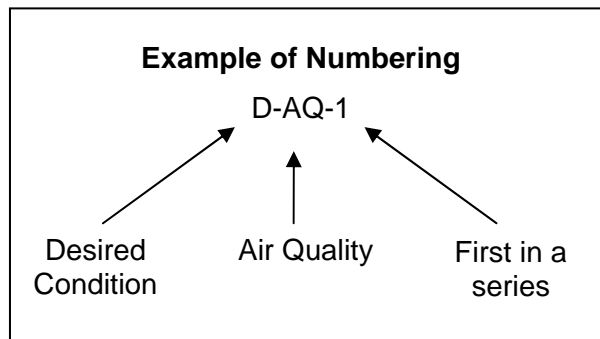 Example of Numbering
D-AQ-1
Desired
Condition
Air Quality
First in a
series